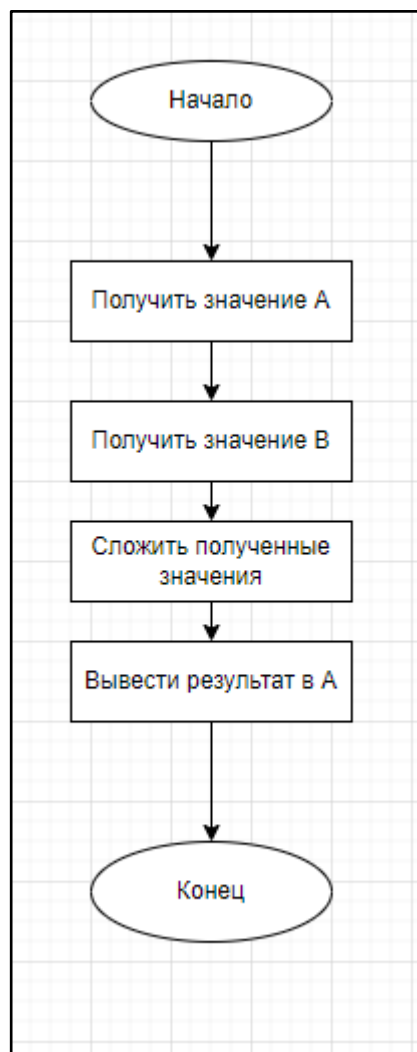 Начало
Получить значение A
Получить значение B
Сложить полученные
значения
Вывести результат в A
Конец